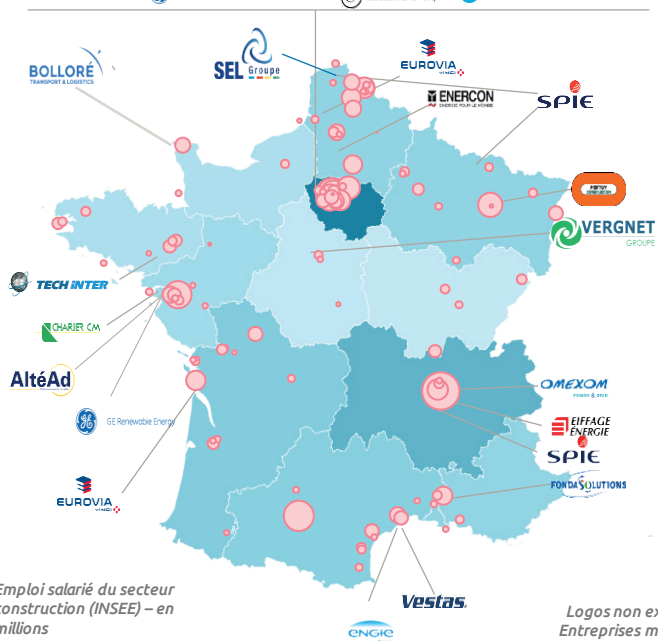 BOLLORÉ
TRANSPORT & LOGISTICS
SEL Groupe
EUROVIA
VINCI
ENERCON
ENERGIE POUR LE MONDE
SPIE
VERGNET
GROUPE
TECH INTER
CHARIER CM
AltéAd
GE Renewable Energy
OMEXOM
EIFFAGE
ÉNERGIE
SPIE
FONDASOLUTIONS
EUROVIA
VINCI
Vestas
ENGIE
Emploi salarié du secteur
construction (INSEE) – en
millions
Logos non ex
Entreprises m